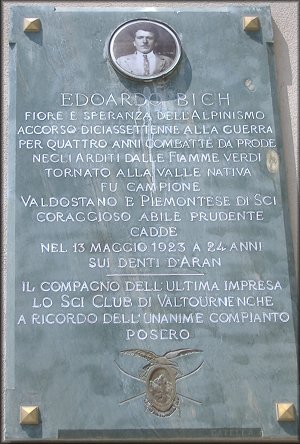 EDOARDO BICH
FIORE E SPERANZA DELL'ALPINISMO
ACCORSO DICIASSETTENNE ALLA GUERRA
PER QUATTRO ANNI COMBATTE DA PRODE
NEGLI ARDITI DALLE FIAMME VERDI
TORNATO ALLA VALLE NATIVA
FU CAMPIONE
VALDOSTANO E PIEMONTESE DI SCI
CORAGGIOSO ABILE PRUDENTE
CADDE
NEL 13 MAGGIO 1923 A 24 ANNI
SUI DENTI D'ARAN
IL COMPAGNO DELL'ULTIMA IMPRESA
LO SCI CLUB DI VALTOURNENCHE
A RICORDO DELL'UNANIME COMPIANTO
POSERO